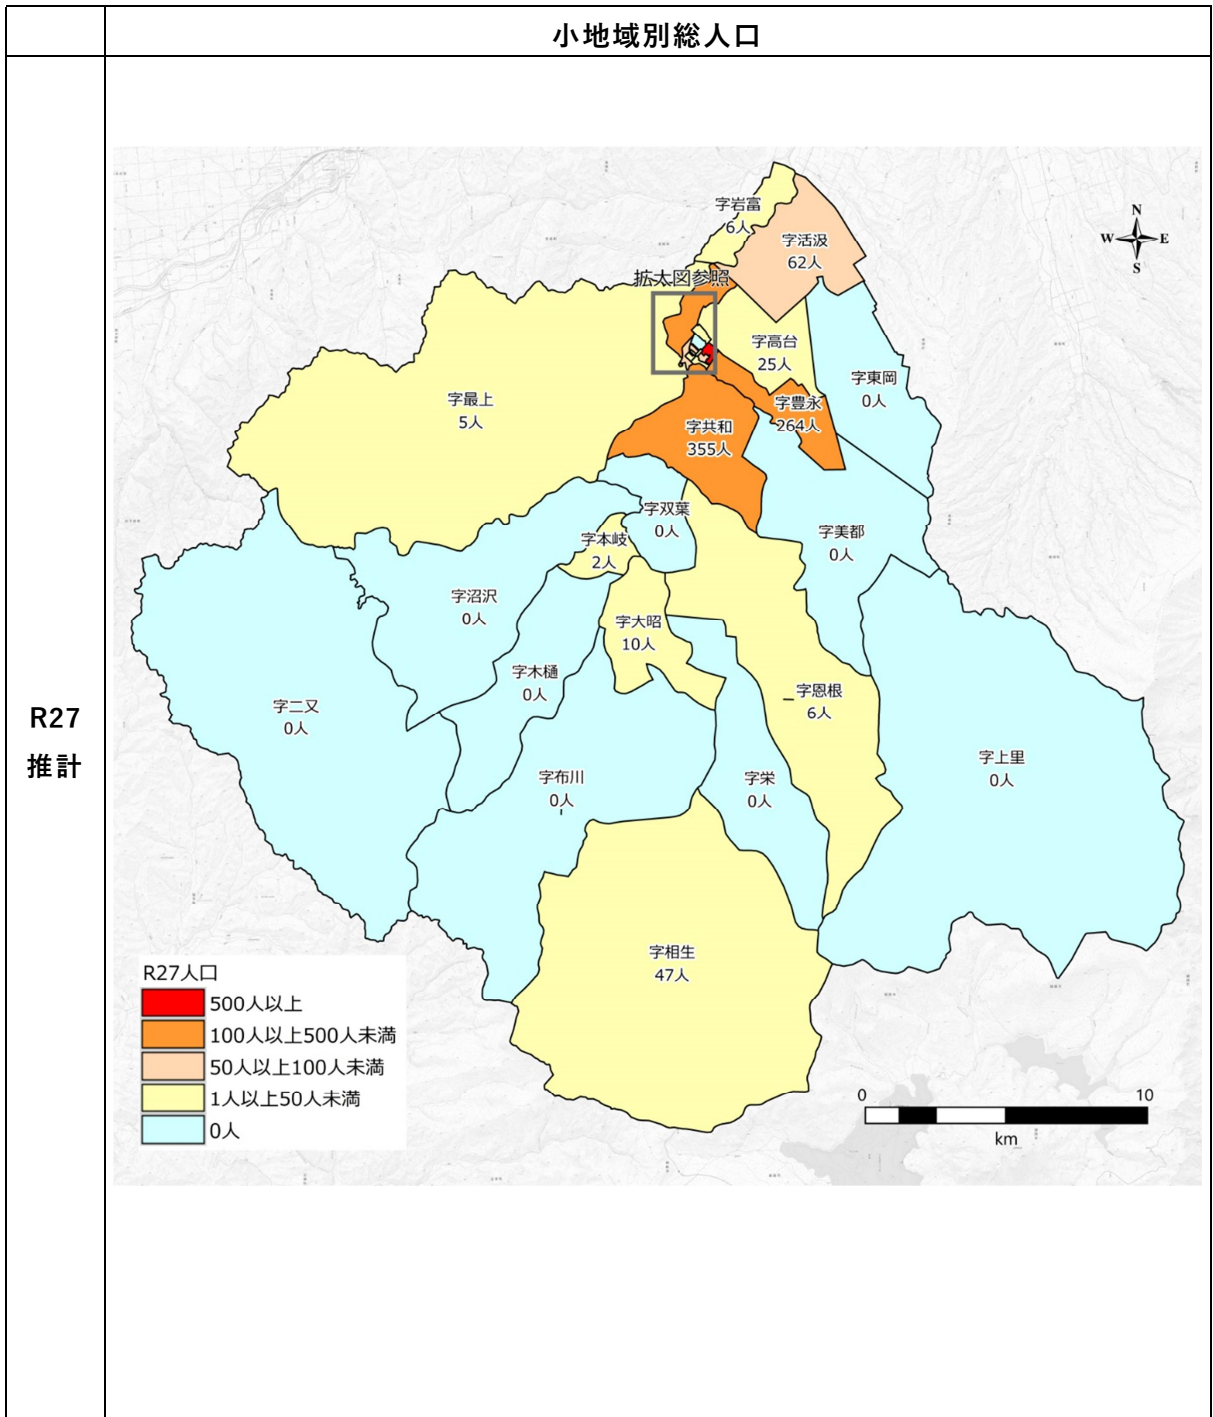 小地域別総人口
R27
推計
N
W
E
S
字岩富
6人
字活汲
62人
拡大図参照
字高台
25人
字東岡
0人
字最上
5人
字豊永
264人
字共和
355人
字双葉
0人
字美都
0人
字本岐
2人
字沼沢
0人
字大昭
10人
字木樋
0人
字恩根
6人
字二又
0人
字上里
0人
字布川
0人
字栄
0人
字相生
47人
R27人口
500人以上
100人以上500人未満
50人以上100人未満
1人以上50人未満
0人
0
10
km